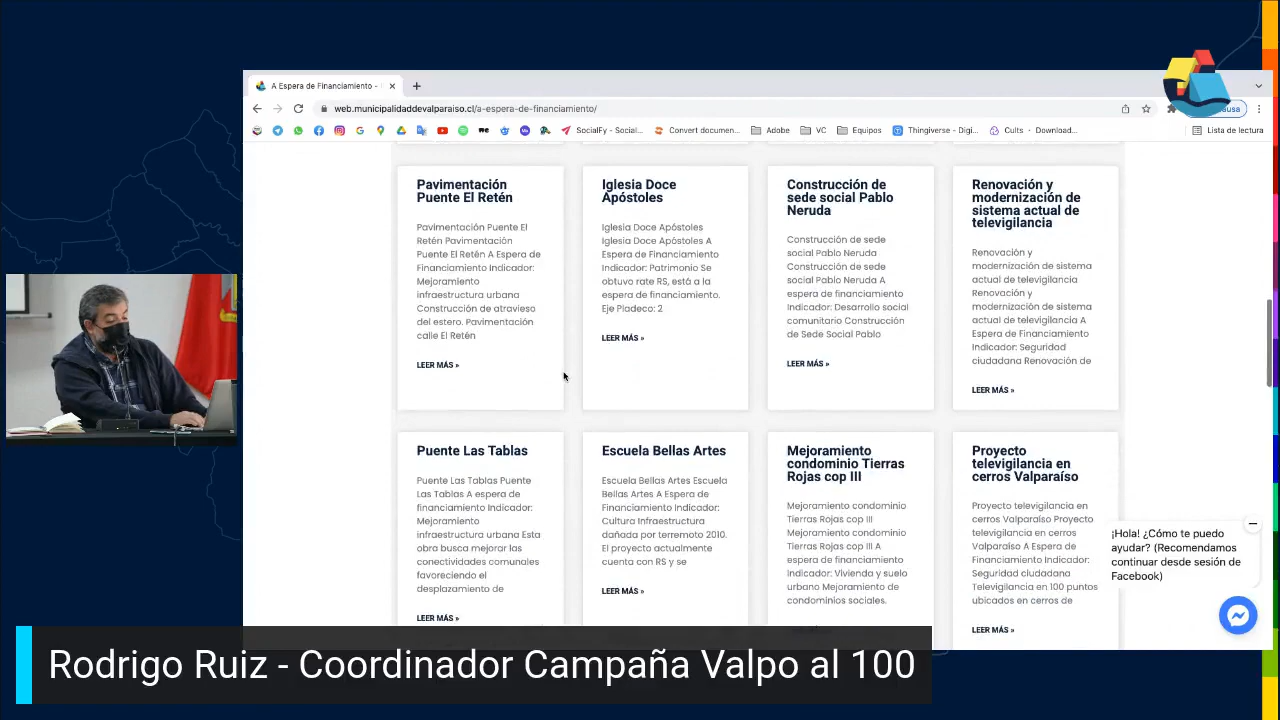 A Espera de Financiamiento -
web.municipalidaddevalparaiso.cl/a-espera-de-financiamiento/
SocialFy - Social...
Convert documen...
Adobe
VC
Equipos
Thingiverse - Digi...
Cults - Download...
Lista de lectura
Pavimentación
Puente El Retén
Pavimentación Puente El
Retén Pavimentación
Puente El Retén A Espera de
Financiamiento Indicador:
Mejoramiento
infraestructura urbana
Construcción de atravieso
del estero. Pavimentación
calle El Retén
LEER MÁS »
Iglesia Doce
Apóstoles
Iglesia Doce Apóstoles
Iglesia Doce Apóstoles A
Espera de Financiamiento
Indicador: Patrimonio Se
obtuvo rate RS, está a la
espera de financiamiento.
Eje Pladeco: 2
LEER MÁS »
Construcción de
sede social Pablo
Neruda
Construcción de sede
social Pablo Neruda
Construcción de sede
social Pablo Neruda A
espera de financiamiento
Indicador: Desarrollo social
comunitario Construcción
de Sede Social Pablo
LEER MÁS »
Renovación y
modernización de
sistema actual de
televigilancia
Renovación y
modernización de sistema
actual de televigilancia
Renovación y
modernización de sistema
actual de televigilancia A
Espera de Financiamiento
Indicador: Seguridad
ciudadana Renovación de
LEER MÁS »
Puente Las Tablas
Puente Las Tablas Puente
Las Tablas A espera de
financiamiento Indicador:
Mejoramiento
infraestructura urbana Esta
obra busca mejorar las
conectividades comunales
favoreciendo el
desplazamiento de
LEER MÁS »
Escuela Bellas Artes
Escuela Bellas Artes Escuela
Bellas Artes A Espera de
Financiamiento Indicador:
Cultura Infraestructura
dañada por terremoto 2010.
El proyecto actualmente
cuenta con RS y se
LEER MÁS »
Mejoramiento
condominio Tierras
Rojas cop III
Mejoramiento condominio
Tierras Rojas cop III
Mejoramiento condominio
Tierras Rojas cop III A
espera de financiamiento
Indicador: Vivienda y suelo
urbano Mejoramiento de
condominios sociales.
Proyecto
televigilancia en
cerros Valparaíso
Proyecto televigilancia en
cerros Valparaíso Proyecto
televigilancia en cerros
Valparaíso A Espera de
Financiamiento Indicador:
Seguridad ciudadana
Televigilancia en 100 puntos
ubicados en cerros de
LEER MÁS »
¡Hola! ¿Cómo te puedo
ayudar? (Recomendamos
continuar desde sesión de
Facebook)
Rodrigo Ruiz - Coordinador Campaña Valpo al 100